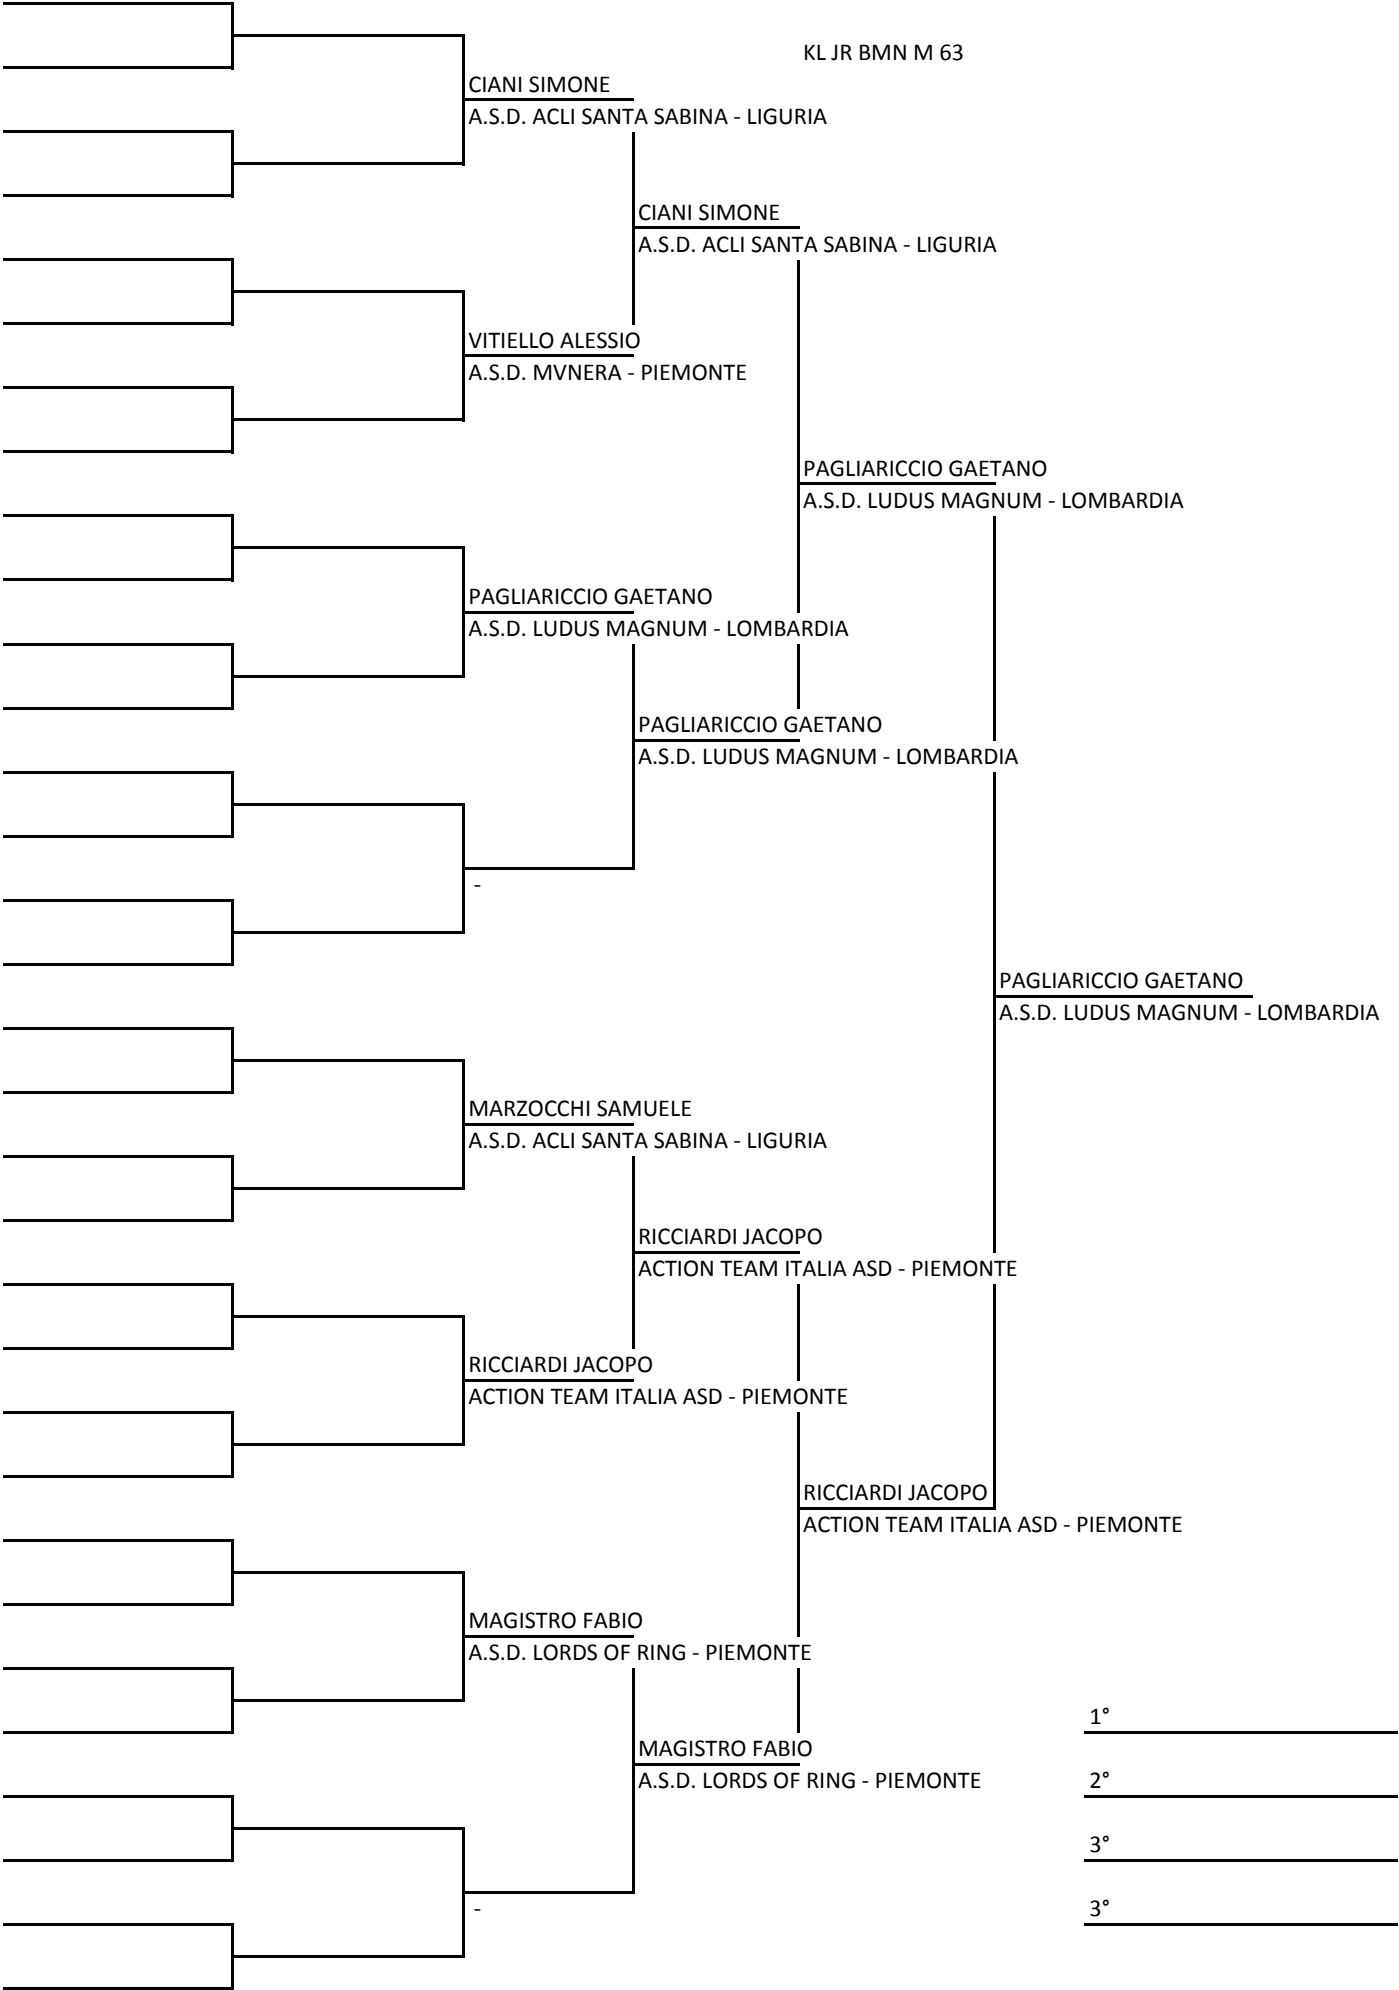 KL JR BMN M 63
CIANI SIMONE
A.S.D. ACLI SANTA SABINA - LIGURIA
CIANI SIMONE
A.S.D. ACLI SANTA SABINA - LIGURIA
VITIELLO ALESSIO
A.S.D. MVNERA - PIEMONTE
PAGLIARICCIO GAETANO
A.S.D. LUDUS MAGNUM - LOMBARDIA
PAGLIARICCIO GAETANO
A.S.D. LUDUS MAGNUM - LOMBARDIA
PAGLIARICCIO GAETANO
A.S.D. LUDUS MAGNUM - LOMBARDIA
-
PAGLIARICCIO GAETANO
A.S.D. LUDUS MAGNUM - LOMBARDIA
MARZOCCHI SAMUELE
A.S.D. ACLI SANTA SABINA - LIGURIA
RICCIARDI JACOPO
ACTION TEAM ITALIA ASD - PIEMONTE
RICCIARDI JACOPO
ACTION TEAM ITALIA ASD - PIEMONTE
RICCIARDI JACOPO
ACTION TEAM ITALIA ASD - PIEMONTE
MAGISTRO FABIO
A.S.D. LORDS OF RING - PIEMONTE
1°
MAGISTRO FABIO
A.S.D. LORDS OF RING - PIEMONTE
2°
3°
-
3°